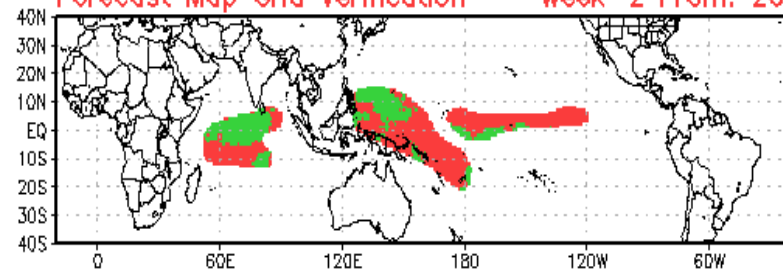 Forecast Map and Verification Week 2 From: 20
40N
30N
20N
10N
EQ
10S
20S
30S
40S
0 60E 120E 180 120W 60W